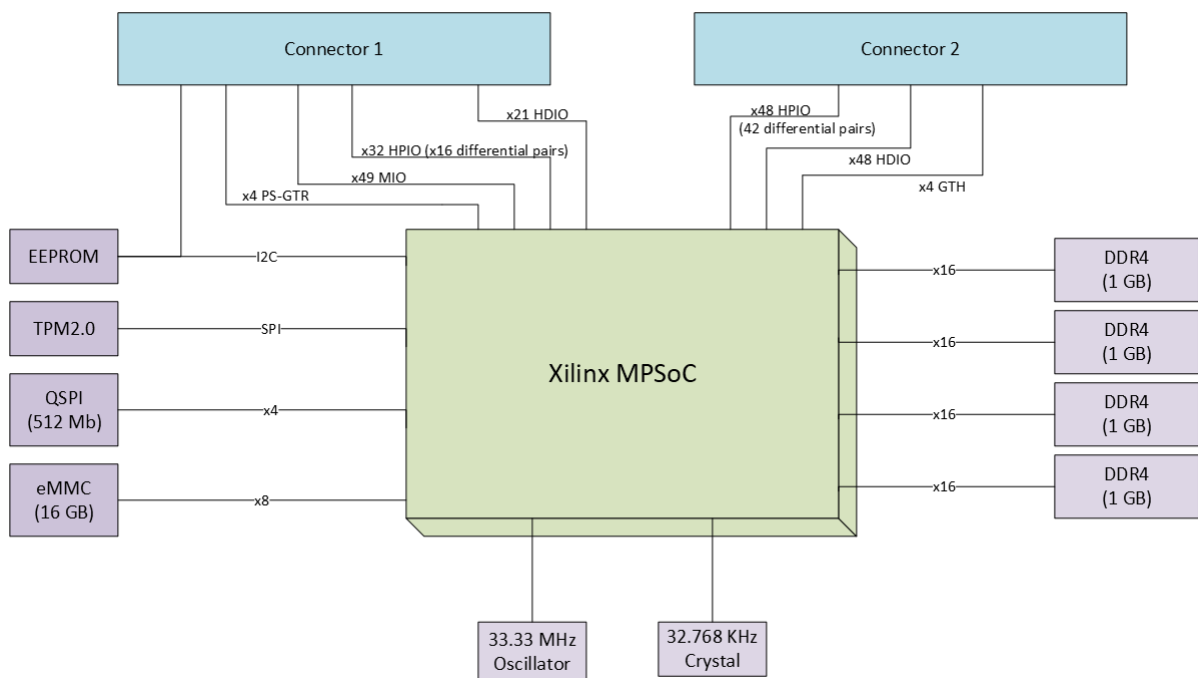 Connector 1
Connector 2
x21 HDIO
x48 HPIO
(42 differential pairs)
x32 HPIO (x16 differential pairs)
x48 HDIO
x49 MIO
x4 GTH
x4 PS-GTR
EEPROM
I2C
TPM2.0
SPI
QSPI
(512 Mb)
x4
eMMC
(16 GB)
x8
Xilinx MPSoC
x16
DDR4
(1 GB)
x16
DDR4
(1 GB)
x16
DDR4
(1 GB)
x16
DDR4
(1 GB)
33.33 MHz
Oscillator
32.768 KHz
Crystal